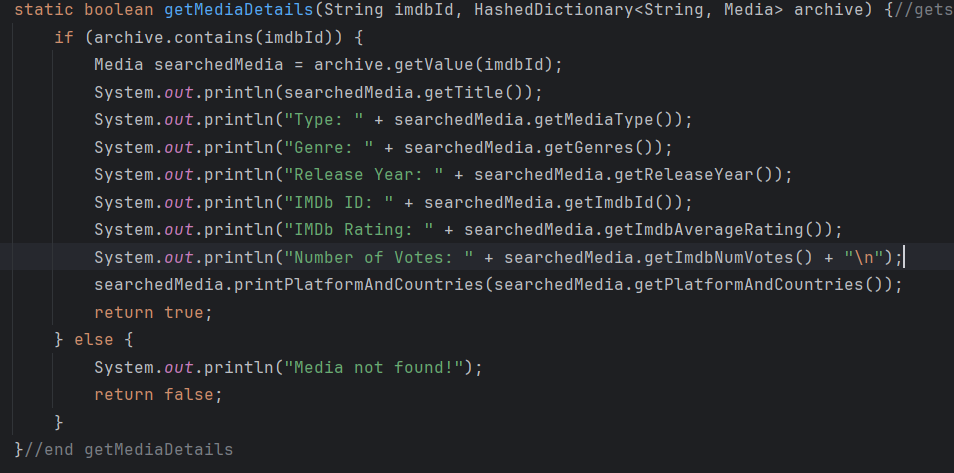 static boolean getMediaDetails(String imdbId, HashedDictionary<String, Media> archive) {//gets
    if (archive.contains(imdbId)) {
        Media searchedMedia = archive.getValue(imdbId);
        System.out.println(searchedMedia.getTitle());
        System.out.println("Type: " + searchedMedia.getMediaType());
        System.out.println("Genre: " + searchedMedia.getGenres());
        System.out.println("Release Year: " + searchedMedia.getReleaseYear());
        System.out.println("IMDb ID: " + searchedMedia.getImdbId());
        System.out.println("IMDb Rating: " + searchedMedia.getImdbAverageRating());
        System.out.println("Number of Votes: " + searchedMedia.getImdbNumVotes() + "\n");
        searchedMedia.printPlatformAndCountries(searchedMedia.getPlatformAndCountries());
        return true;
    } else {
        System.out.println("Media not found!");
        return false;
    }
}//end getMediaDetails